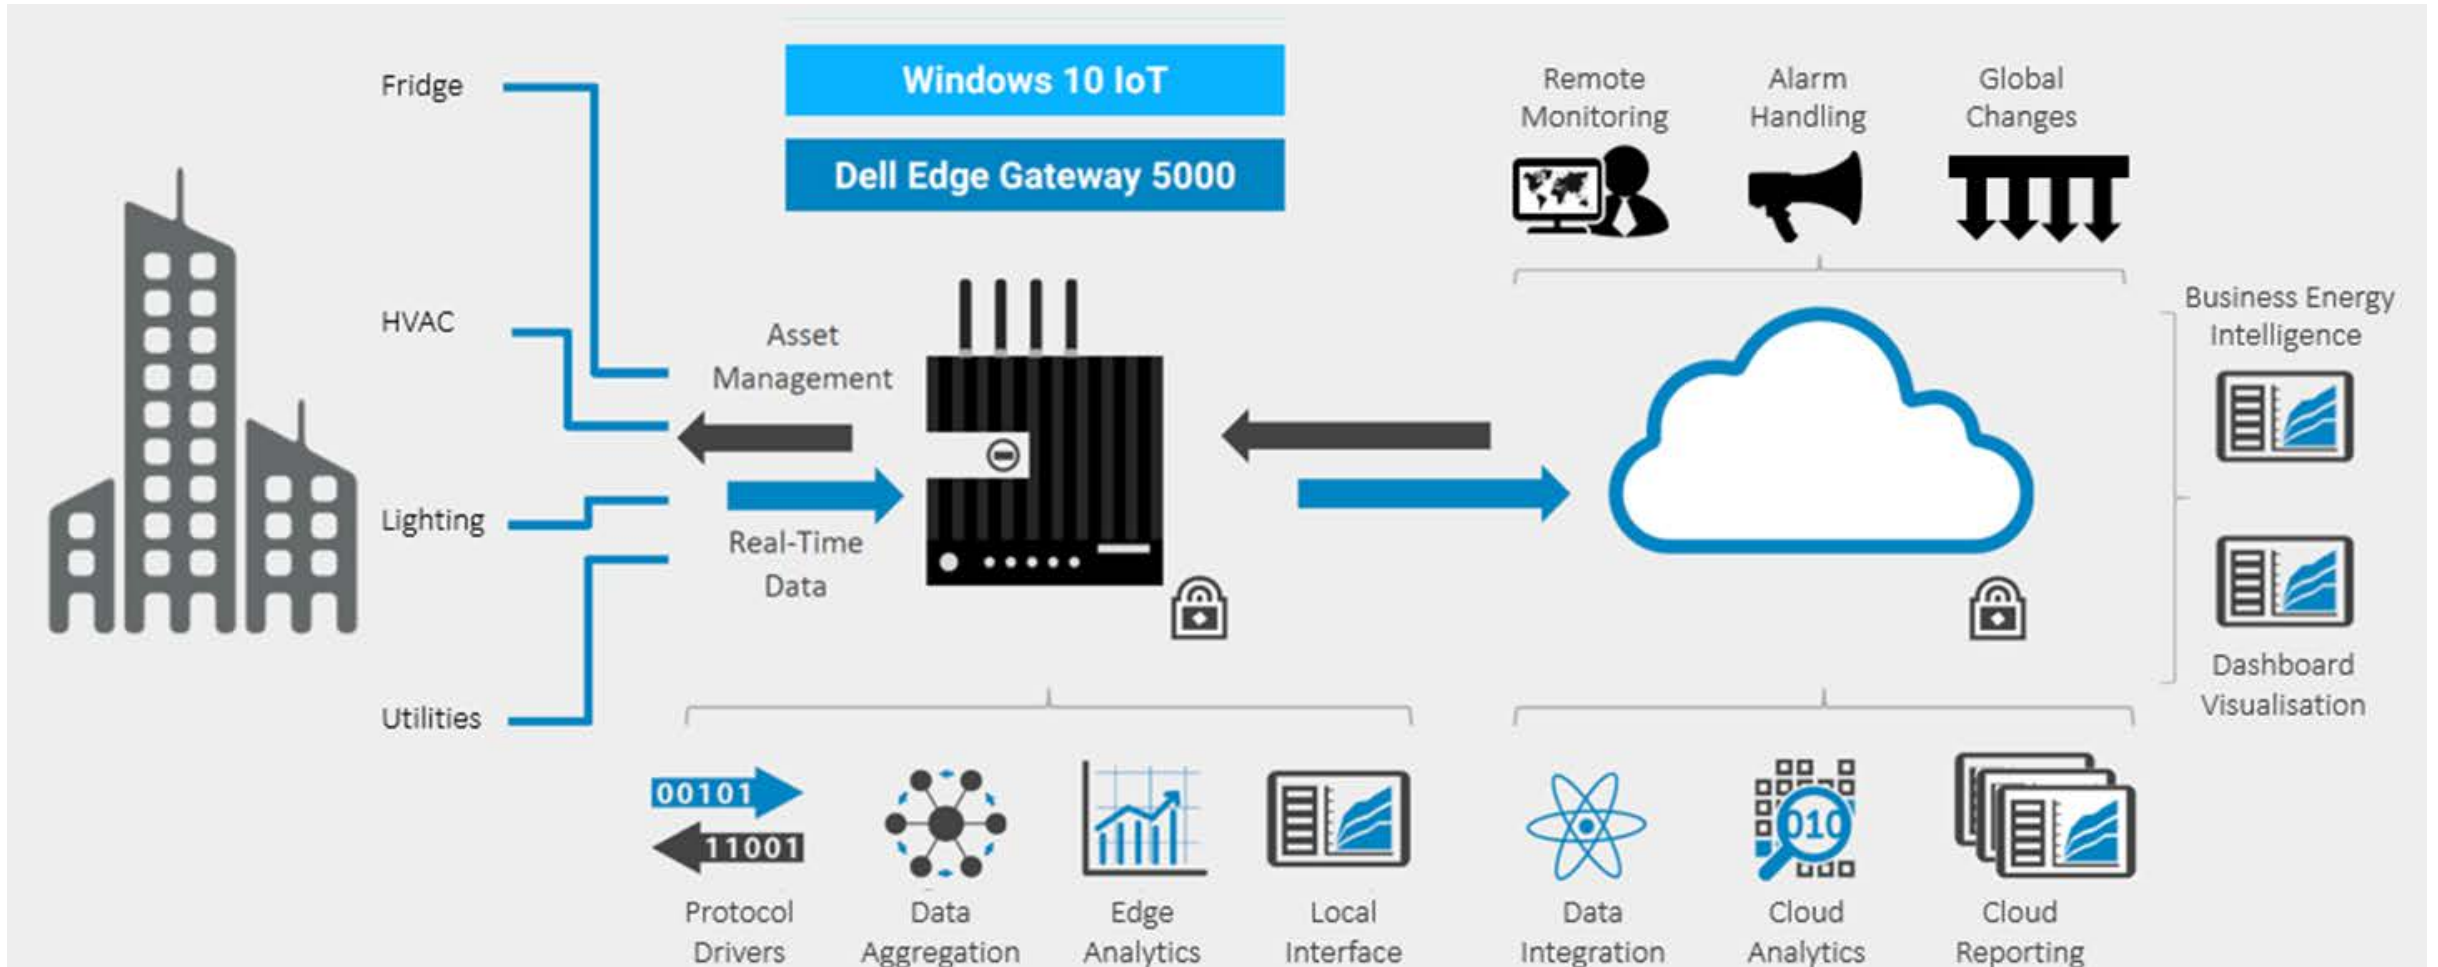 Windows 10 IoT
Dell Edge Gateway 5000
Fridge
HVAC
Lighting
Utilities
Asset
Management
Real-Time
Data
Remote
Monitoring
Alarm
Handling
Global
Changes
Business Energy
Intelligence
Dashboard
Visualisation
00101
11001
Protocol
Drivers
Data
Aggregation
Edge
Analytics
Local
Interface
Data
Integration
010
Cloud
Analytics
Cloud
Reporting